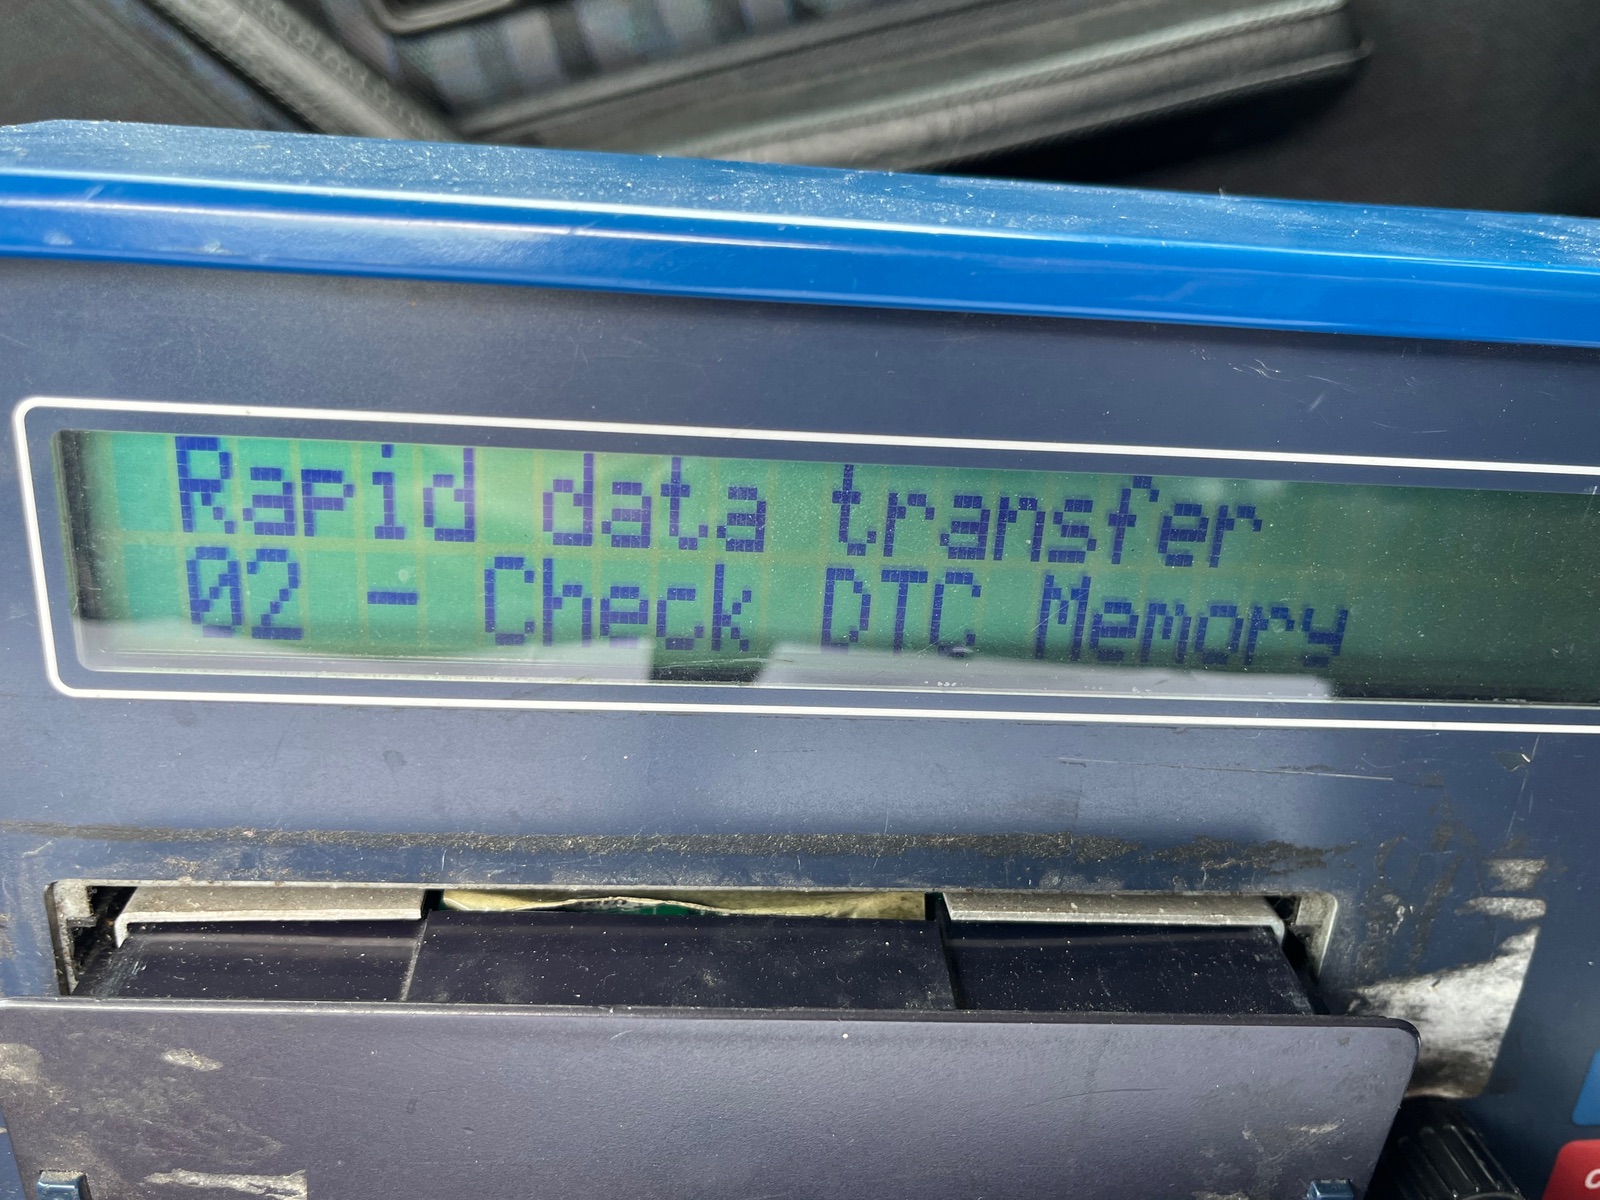 Rapid data transfer
02 - Check DTC Memory